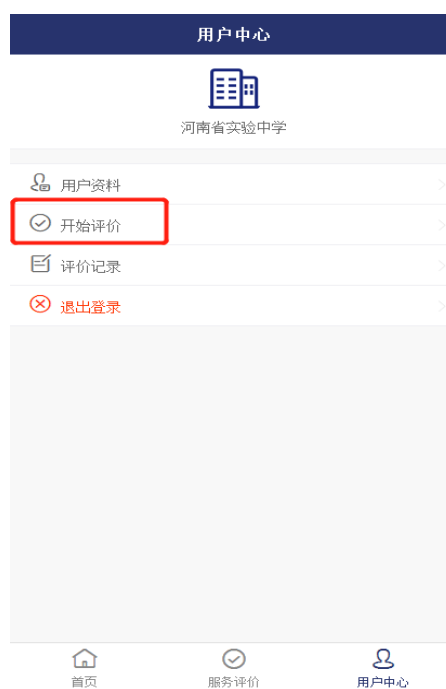 用户中心
河南省实验中学
用户资料
开始评价
评价记录
退出登录
首页 服务评价 用户中心